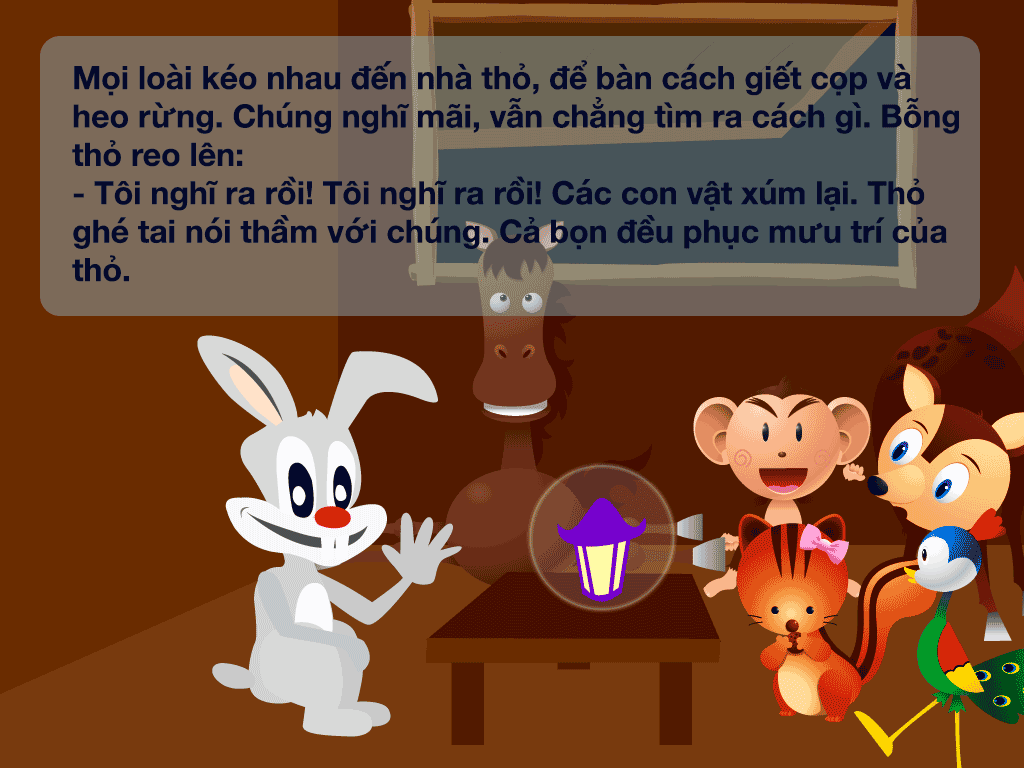 Mọi loài kéo nhau đến nhà thỏ, để bàn cách giết cọp và
heo rừng. Chúng nghĩ mãi, vẫn chẳng tìm ra cách gì. Bỗng
thỏ reo lên:
- Tôi nghĩ ra rồi! Tôi nghĩ ra rồi! Các con vật xúm lại. Thỏ
ghé tai nói thầm với chúng. Cả bọn đều phục mưu trí của
thỏ.